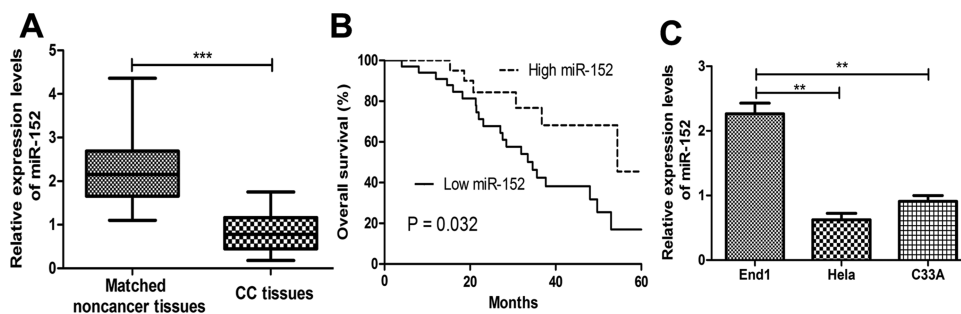 A
Relative expression levels
of miR-152
5
4
3
2
1
0
***
Matched
noncancer tissues
CC tissues
B
Overall survival (%)
100
80
60
40
20
0
High miR-152
Low miR-152
P = 0.032
0
20
40
60
Months
C
Relative expression levels
of miR-152
3
2
1
0
**
**
End1
Hela
C33A